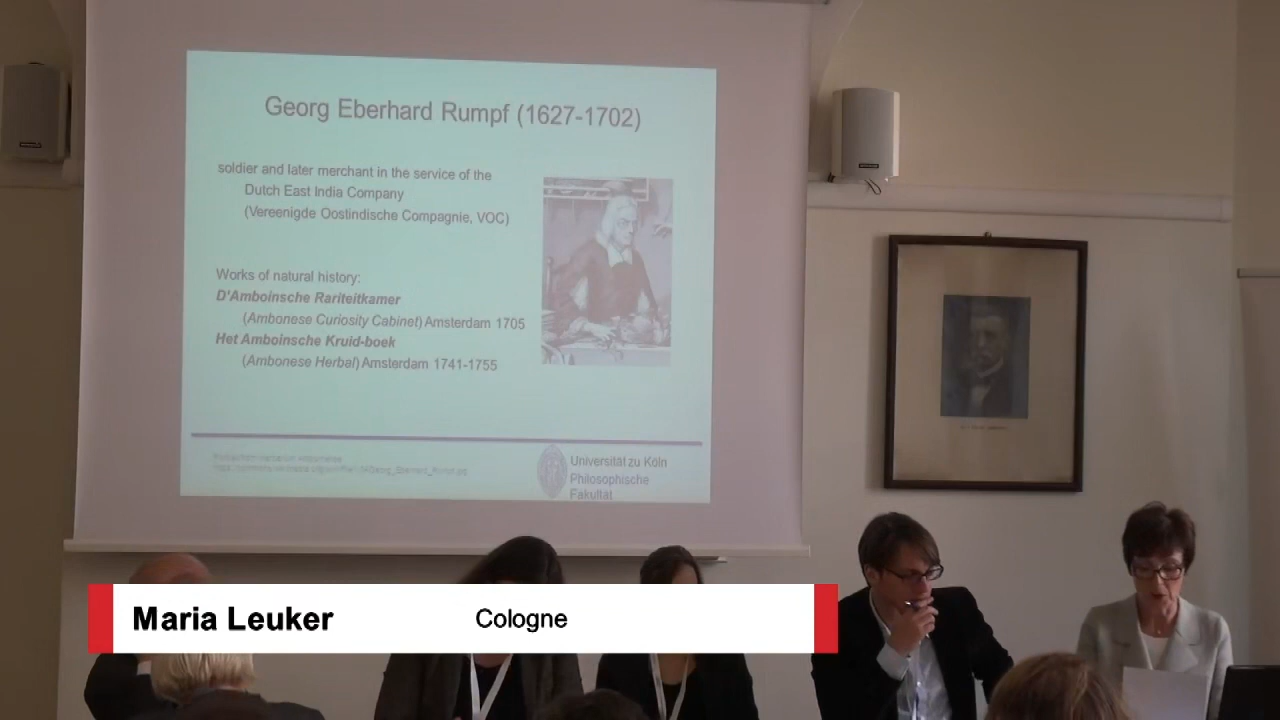 Georg Eberhard Rumpf (1627-1702)
soldier and later merchant in the service of the
Dutch East India Company
(Vereenigde Oostindische Compagnie, VOC)
Works of natural history:
D'Amboinsche Rariteitkamer
(Ambonese Curiosity Cabinet) Amsterdam 1705
Het Amboinsche Kruid-boek
(Ambonese Herbal) Amsterdam 1741-1755
Universität zu Köln
Philosophische
Fakultät
Maria Leuker Cologne